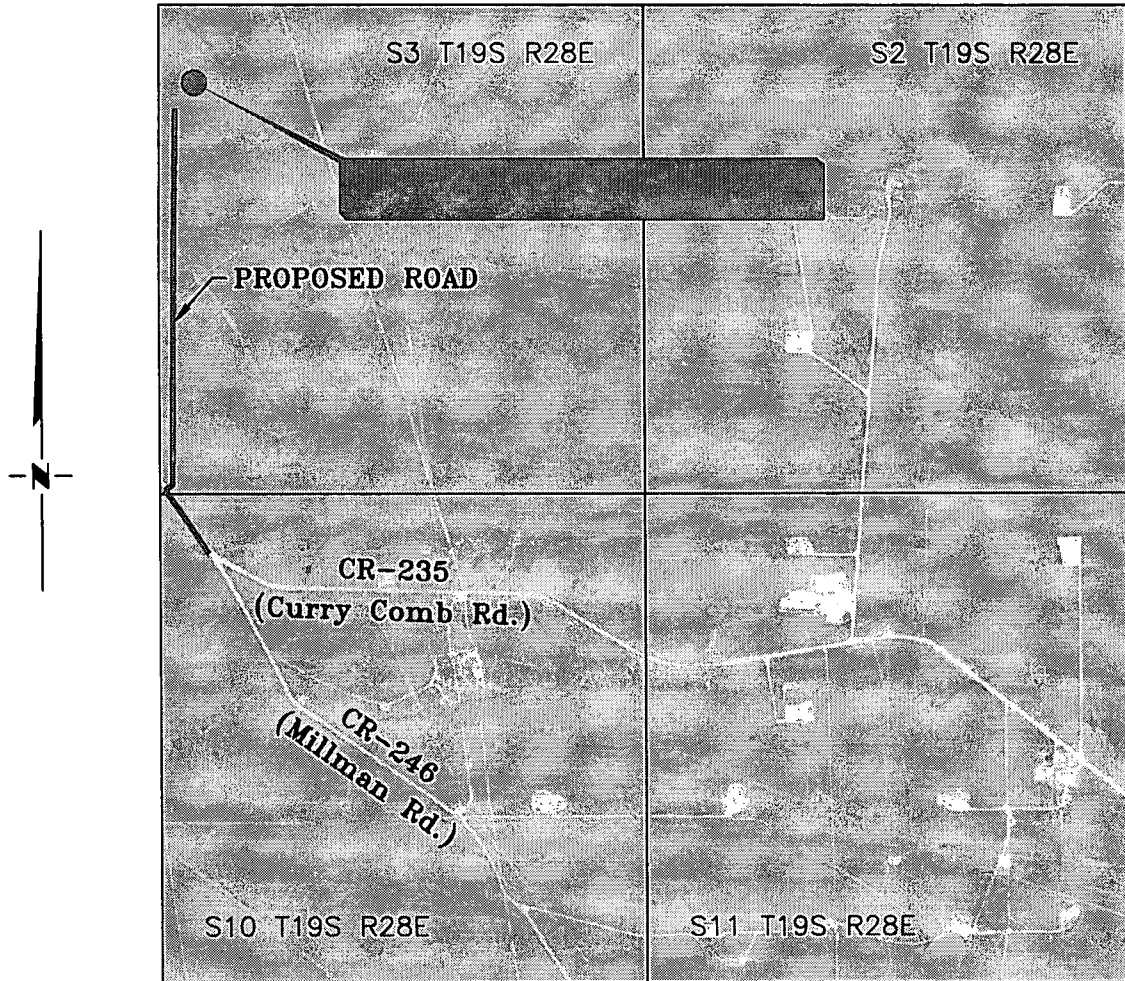 S3 T19S R28E
S2 T19S R28E
PROPOSED ROAD
N
CR-235
(Curry Comb Rd.)
CR-246
(Millman Rd.)
S10 T19S R28E
S11 T19S R28E